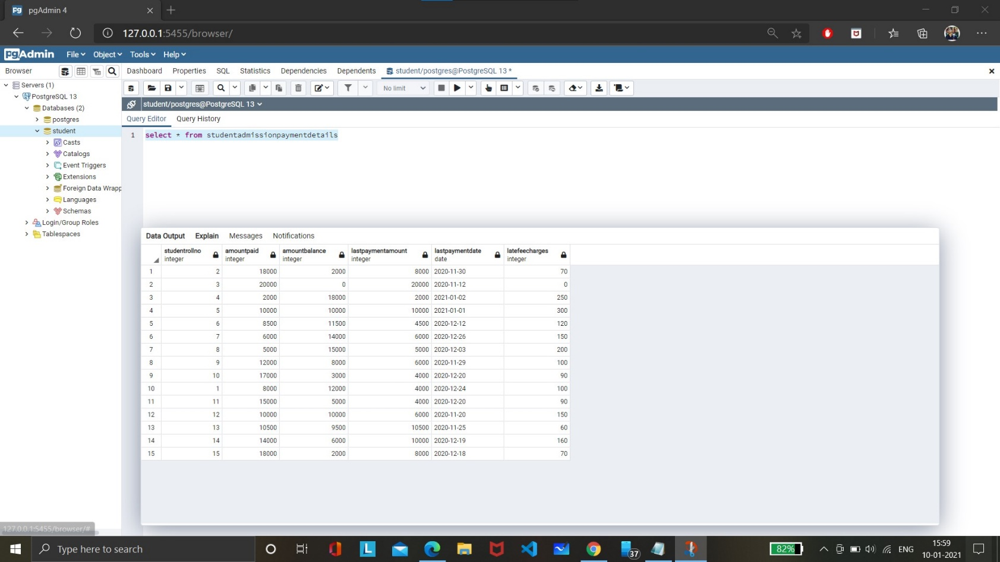 pgAdmin 4
127.0.0.1:5455/browser/
pgAdmin File Object Tools Help
Browser Dashboard Properties SQL Statistics Dependencies Dependents student/postgres@PostgreSQL 13 *
Servers (1)
PostgreSQL 13
Databases (2)
postgres
student
Casts
Catalogs
Event Triggers
Extensions
Foreign Data Wrapp
Languages
Schemas
Login/Group Roles
Tablespaces
No limit
student/postgres@PostgreSQL 13
Query Editor Query History
1 select * from studentadmissionpaymentdetails
Data Output Explain Messages Notifications
studentrollno amountpaid amountbalance lastpaymentamount lastpaymentdate latefeecharges
integer integer integer integer date integer
1 2 18000 2000 8000 2020-11-30 70
2 3 20000 0 20000 2020-11-12 0
3 4 2000 18000 2000 2021-01-02 250
4 5 10000 10000 10000 2021-01-01 300
5 6 8500 11500 4500 2020-12-12 120
6 7 6000 14000 6000 2020-12-26 150
7 8 5000 15000 5000 2020-12-03 200
8 9 12000 8000 6000 2020-11-29 100
9 10 17000 3000 4000 2020-12-20 90
10 1 8000 12000 4000 2020-12-24 100
11 11 15000 5000 4000 2020-12-20 90
12 12 10000 10000 6000 2020-11-20 150
13 13 10500 9500 10500 2020-11-25 60
14 14 14000 6000 10000 2020-12-19 160
15 15 18000 2000 8000 2020-12-18 70
127.0.0.1:5455/browser/#
Type here to search
L
37
82%
ENG
15:59
10-01-2021